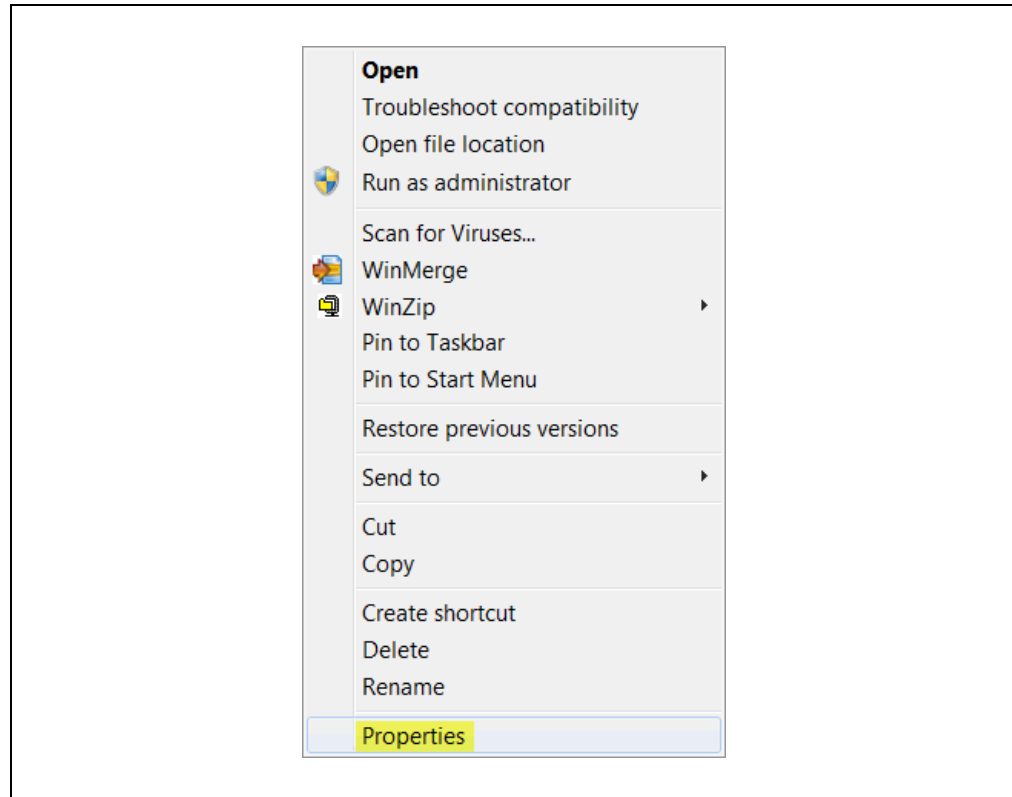 Open
Troubleshoot compatibility
Open file location
Run as administrator
Scan for Viruses...
WinMerge
WinZip
Pin to Taskbar
Pin to Start Menu
Restore previous versions
Send to
Cut
Copy
Create shortcut
Delete
Rename
Properties